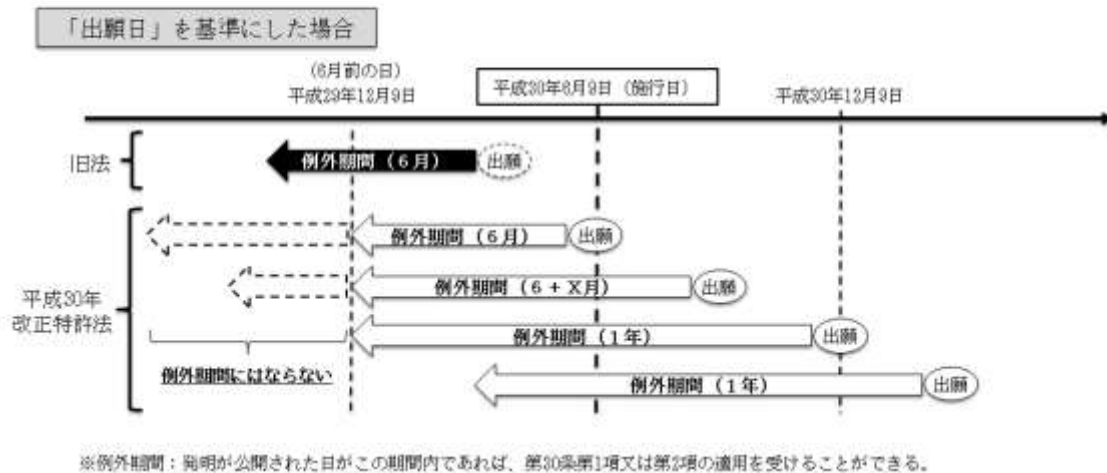 「出願日」を基準にした場合
(6月前の日)
平成29年12月9日
平成30年6月9日(施行日)
平成30年12月9日
旧法
例外期間(6月)
出願
例外期間(6月)
出願
例外期間(6+X月)
出願
平成30年
改正特許法
例外期間(1年)
出願
例外期間にはならない
例外期間(1年)
出願
※例外期間:発明が公開された日がこの期間内であれば、第30条第1項又は第2項の適用を受けることができる。